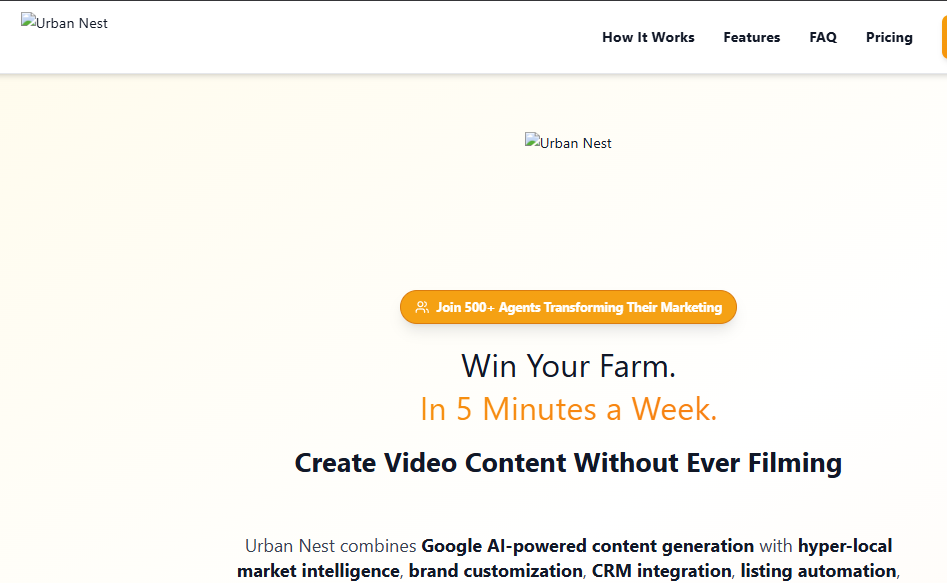 Urban Nest
How It Works
Features
FAQ
Pricing
Urban Nest
Join 500+ Agents Transforming Their Marketing
Win Your Farm.
In 5 Minutes a Week.
Create Video Content Without Ever Filming
Urban Nest combines Google AI-powered content generation with hyper-local
market intelligence, brand customization, CRM integration, listing automation,